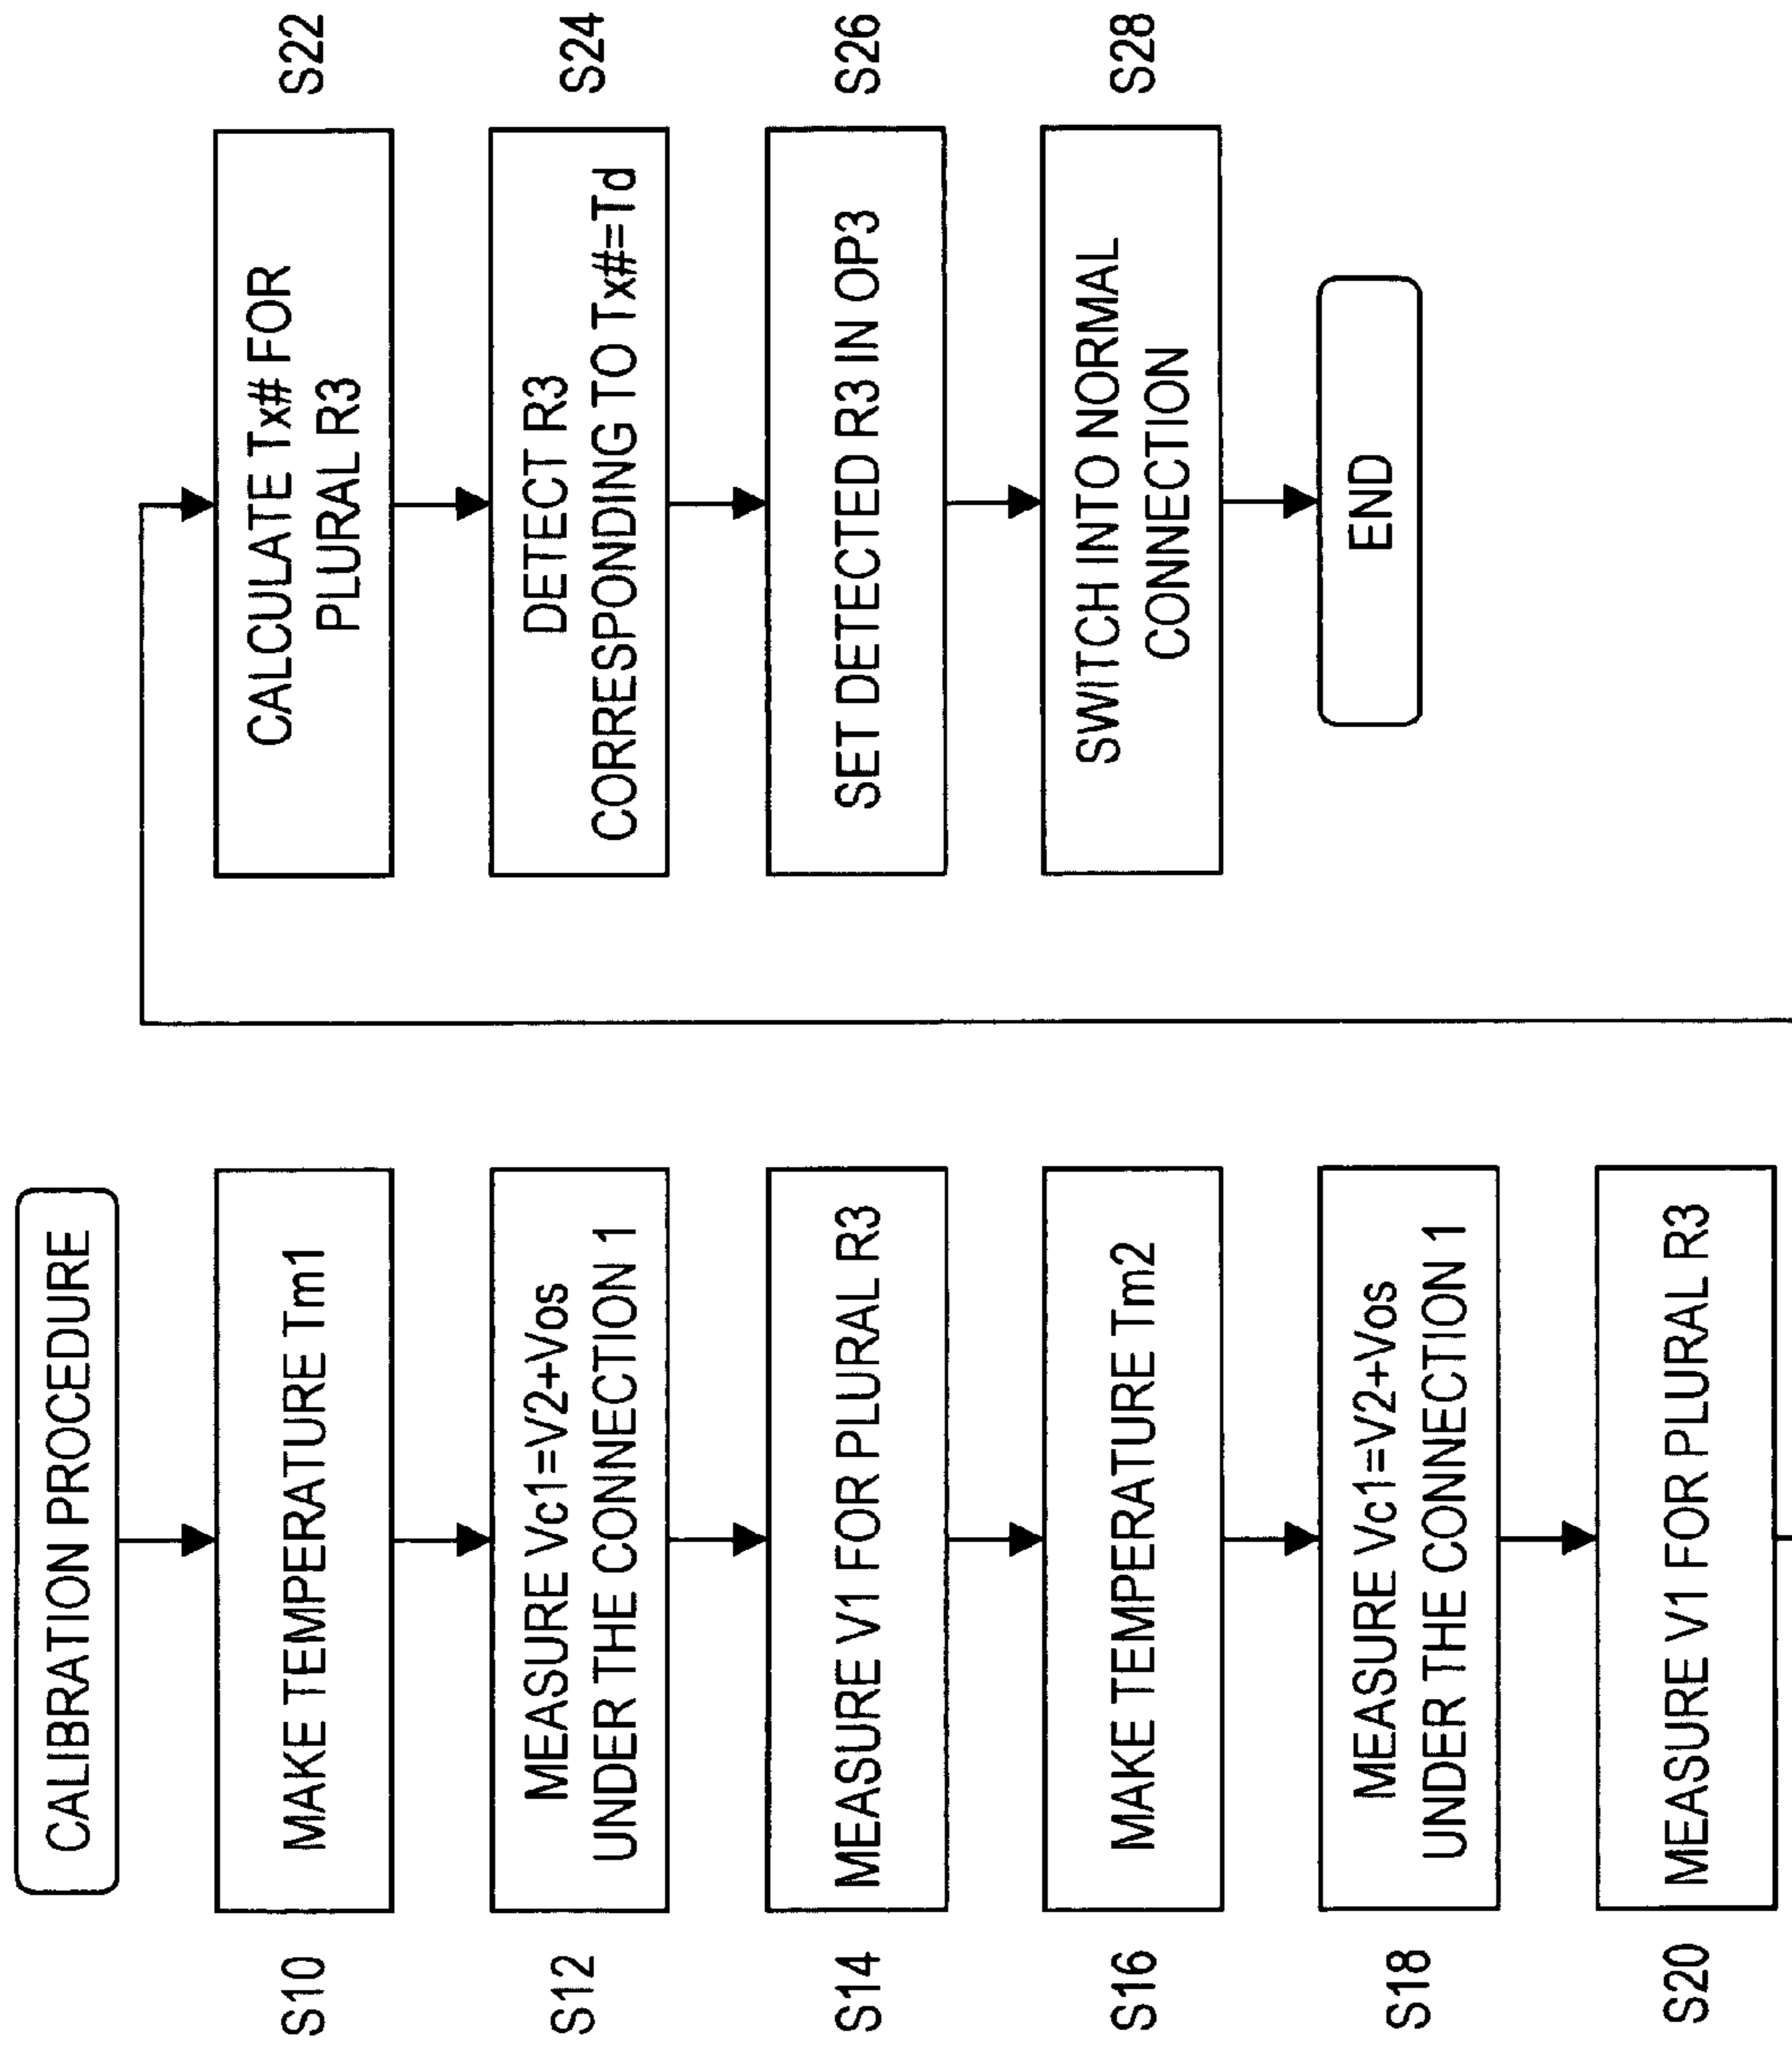 CALIBRATION PROCEDURE
S10
MAKE TEMPERATURE Tm1
S12
MEASURE Vc1=V2+Vos
UNDER THE CONNECTION 1
S14
MEASURE V1 FOR PLURAL R3
S16
MAKE TEMPERATURE Tm2
S18
MEASURE Vc1=V2+Vos
UNDER THE CONNECTION 1
S20
MEASURE V1 FOR PLURAL R3
CALCULATE Tx# FOR
PLURAL R3
S22
DETECT R3
CORRESPONDING TO Tx#=Td
S24
SET DETECTED R3 IN OP3
S26
SWITCH INTO NORMAL
CONNECTION
S28
END